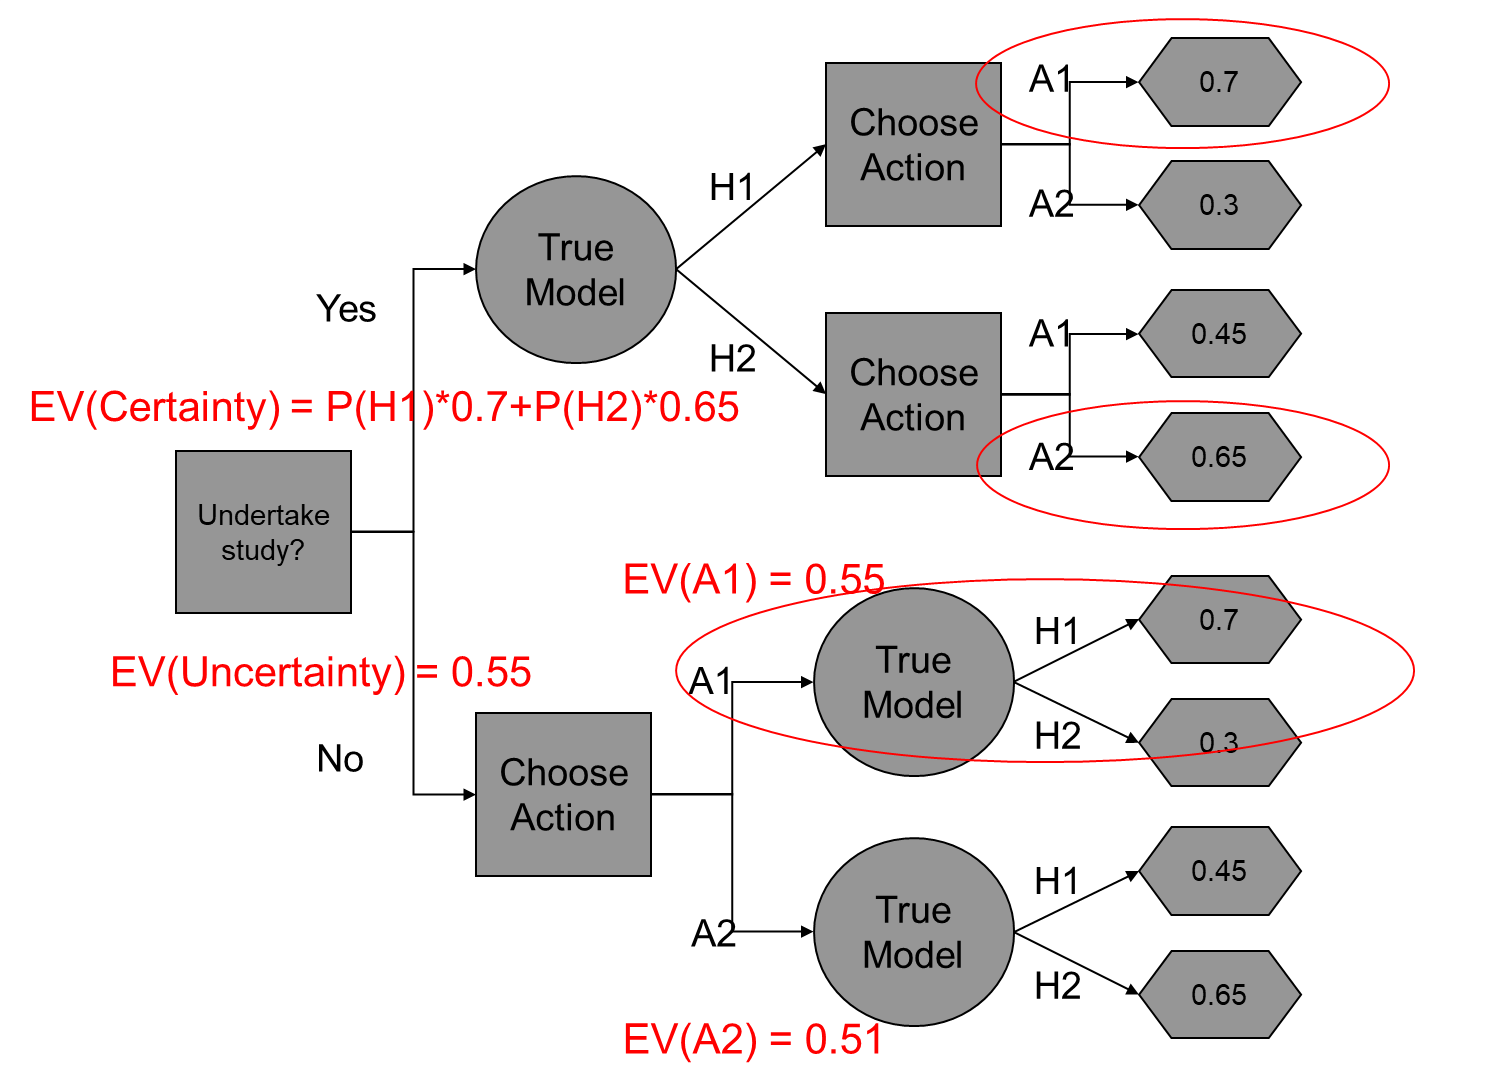 A1
0.7
Choose
Action
H1
A2
0.3
True
Model
Yes
A1
0.45
H2
Choose
Action
EV(Certainty) = P(H1)*0.7+P(H2)*0.65
A2
0.65
Undertake
study?
EV(A1) = 0.55
H1
0.7
EV(Uncertainty) = 0.55
A1
True
Model
H2
0.3
No
Choose
Action
H1
0.45
A2
True
Model
H2
0.65
EV(A2) = 0.51